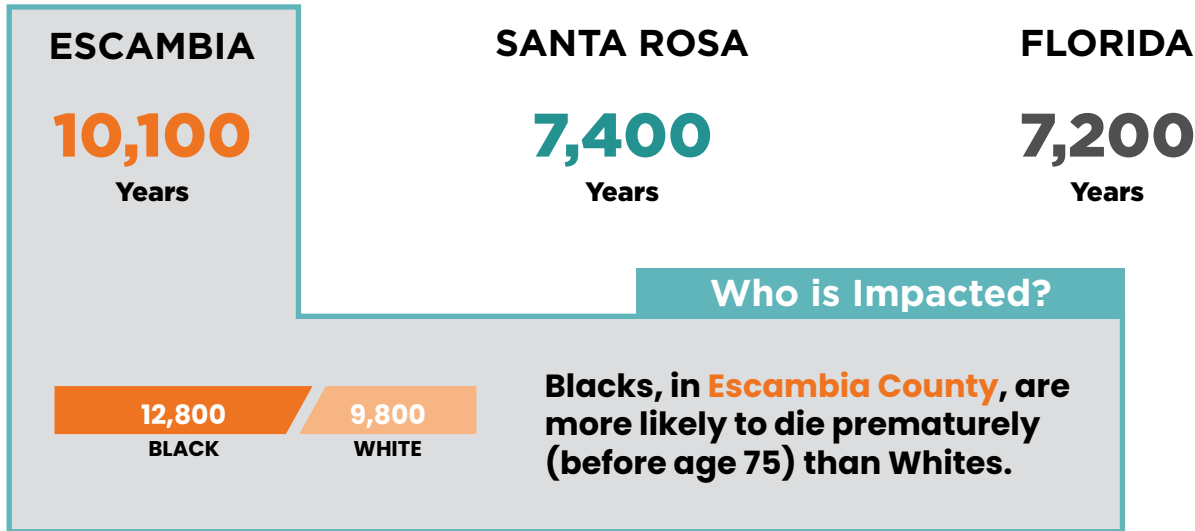 ESCAMBIA
10,100
Years
SANTA ROSA
7,400
Years
FLORIDA
7,200
Years
Who is Impacted?
12,800
BLACK
9,800
WHITE
Blacks, in Escambia County, are
more likely to die prematurely
(before age 75) than Whites.